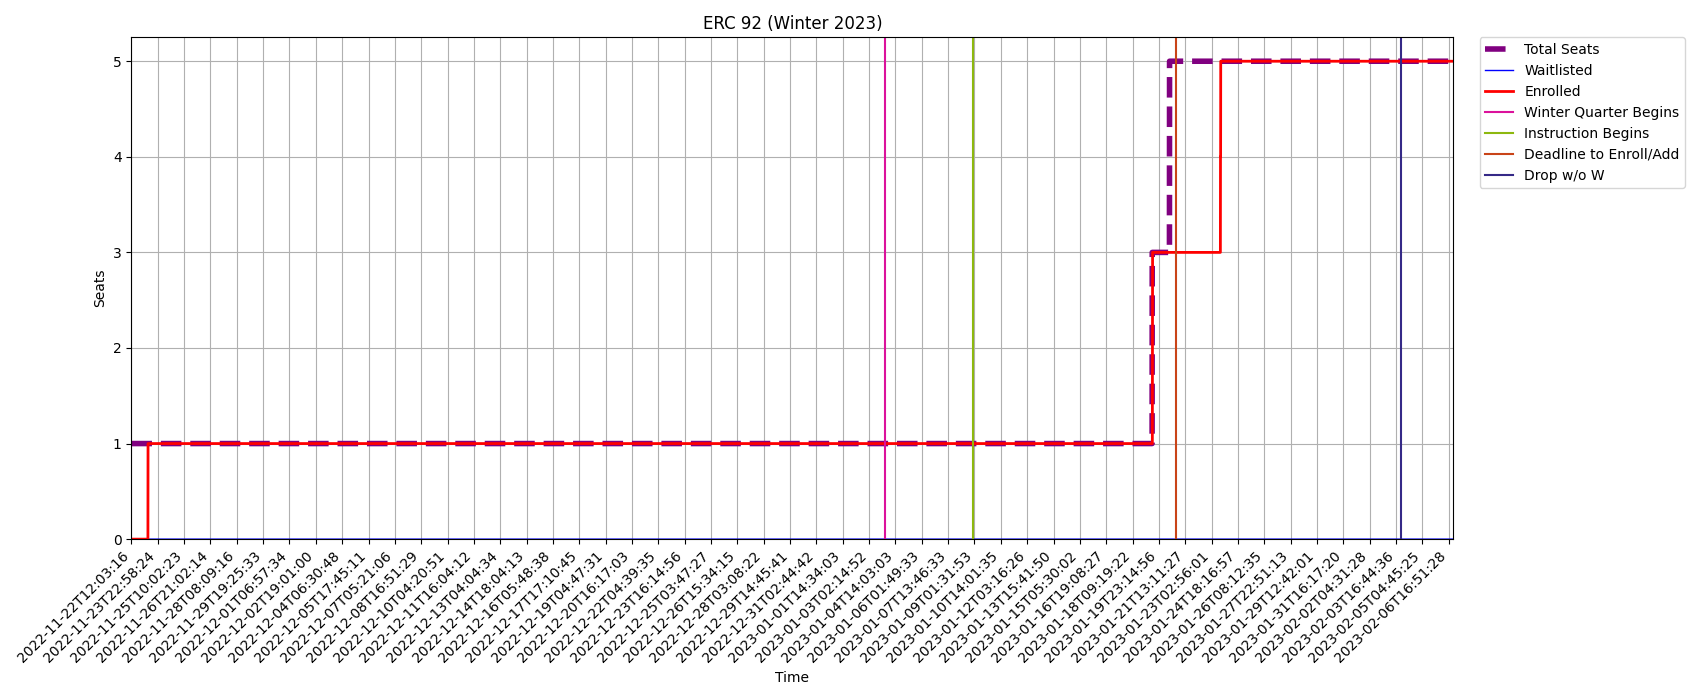 ERC 92 (Winter 2023)
Total Seats
Waitlisted
Enrolled
Winter Quarter Begins
Instruction Begins
Deadline to Enroll/Add
Drop w/o W
Seats
5
4
3
2
1
0
2022-11-22T12:03:16
2022-11-23T22:58:24
2022-11-25T10:02:23
2022-11-26T21:02:14
2022-11-28T08:09:16
2022-11-29T19:25:33
2022-12-01T06:57:34
2022-12-02T19:01:00
2022-12-04T06:30:48
2022-12-05T17:45:11
2022-12-07T05:21:06
2022-12-08T16:51:29
2022-12-10T04:20:51
2022-12-11T16:04:12
2022-12-13T04:04:34
2022-12-14T18:04:13
2022-12-16T05:48:38
2022-12-17T17:10:45
2022-12-19T04:47:31
2022-12-20T16:17:03
2022-12-22T04:39:35
2022-12-23T16:14:56
2022-12-25T03:47:27
2022-12-26T15:34:15
2022-12-28T03:08:22
2022-12-29T14:45:41
2022-12-31T02:44:42
2023-01-01T14:34:03
2023-01-03T02:14:52
2023-01-04T14:03:03
2023-01-06T01:49:33
2023-01-07T13:46:33
2023-01-09T01:31:53
2023-01-10T14:01:35
2023-01-12T03:16:26
2023-01-13T15:41:50
2023-01-15T05:30:02
2023-01-16T19:08:27
2023-01-18T09:19:22
2023-01-19T23:14:56
2023-01-21T13:11:27
2023-01-23T02:56:01
2023-01-24T18:16:57
2023-01-26T08:12:35
2023-01-27T22:51:13
2023-01-29T12:42:01
2023-01-31T16:17:20
2023-02-02T04:31:28
2023-02-03T16:44:36
2023-02-05T04:45:25
2023-02-06T16:51:28
Time